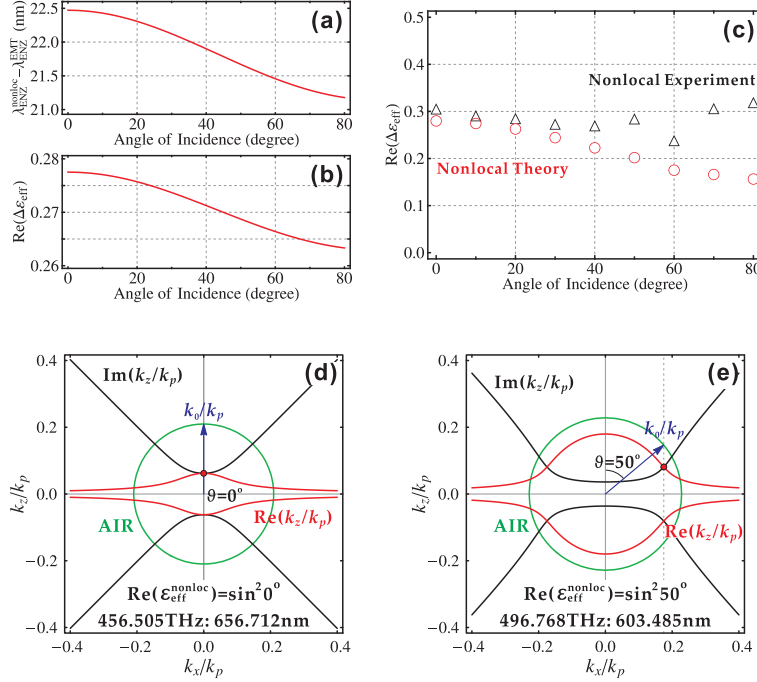 (a)
22.5
22.0
21.5
21.0
λ_ENZ^nonloc − λ_ENZ^EMT (nm)
0 20 40 60 80
Angle of Incidence (degree)
(b)
0.28
0.27
0.26
Re(Δε_eff)
0 20 40 60 80
Angle of Incidence (degree)
(c)
0.5
0.4
0.3
0.2
0.1
0.0
Re(Δε_eff)
Nonlocal Experiment
Nonlocal Theory
0 20 40 60 80
Angle of Incidence (degree)
(d)
0.4
0.2
0.0
−0.2
−0.4
k_z/k_p
Im(k_z/k_p)
k_0/k_p
ϑ=0°
AIR
Re(k_z/k_p)
Re(ε_eff^nonloc)=sin²0°
456.505THz: 656.712nm
−0.4 −0.2 0.0 0.2 0.4
k_x/k_p
(e)
0.4
0.2
0.0
−0.2
−0.4
k_z/k_p
Im(k_z/k_p)
k_0/k_p
ϑ=50°
AIR
Re(k_z/k_p)
Re(ε_eff^nonloc)=sin²50°
496.768THz: 603.485nm
−0.4 −0.2 0.0 0.2 0.4
k_x/k_p